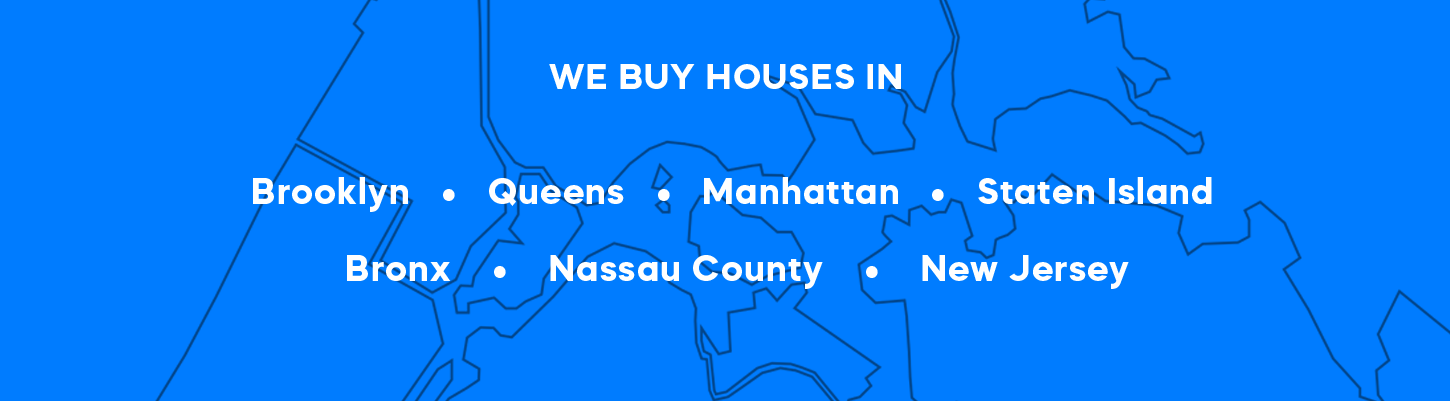 WE BUY HOUSES IN
Brooklyn • Queens • Manhattan • Staten Island
Bronx • Nassau County • New Jersey